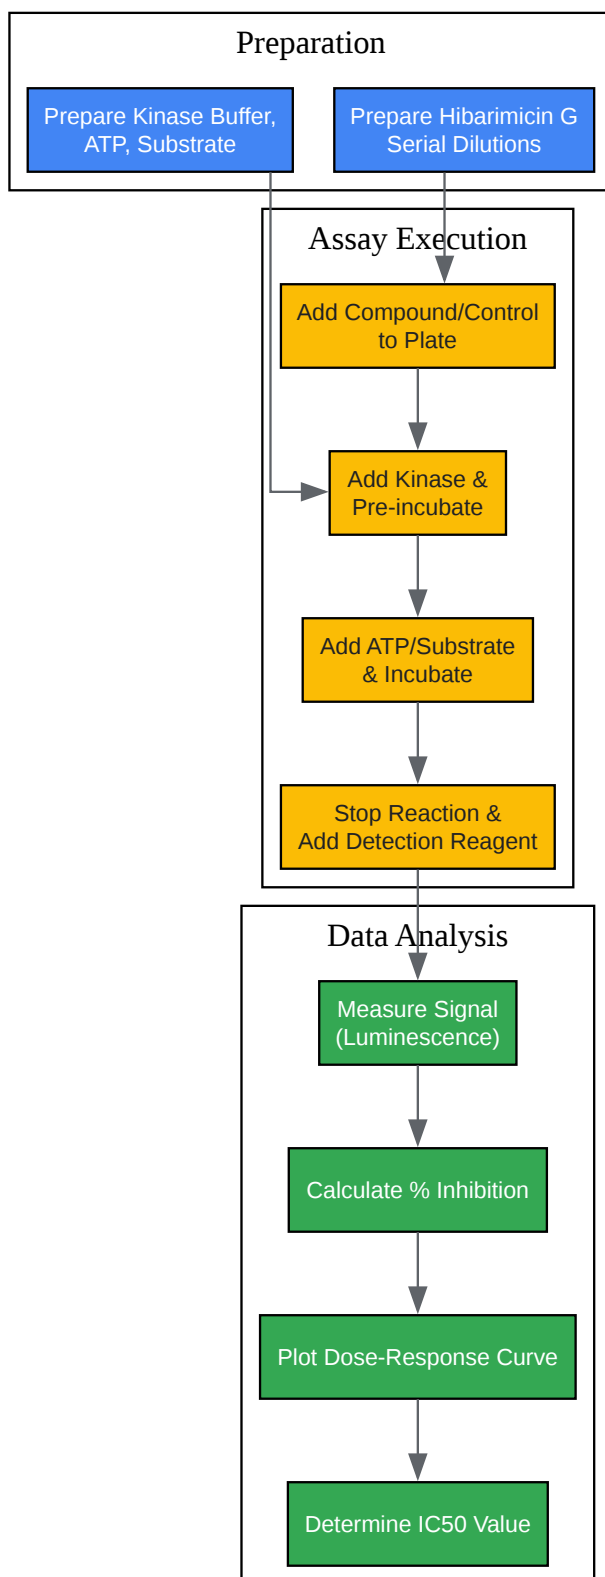 Preparation
Prepare Kinase Buffer,
ATP, Substrate
Prepare Hibarimicin G
Serial Dilutions
Assay Execution
Add Compound/Control
to Plate
Add Kinase &
Pre-incubate
Add ATP/Substrate
& Incubate
Stop Reaction &
Add Detection Reagent
Data Analysis
Measure Signal
(Luminescence)
Calculate % Inhibition
Plot Dose-Response Curve
Determine IC50 Value